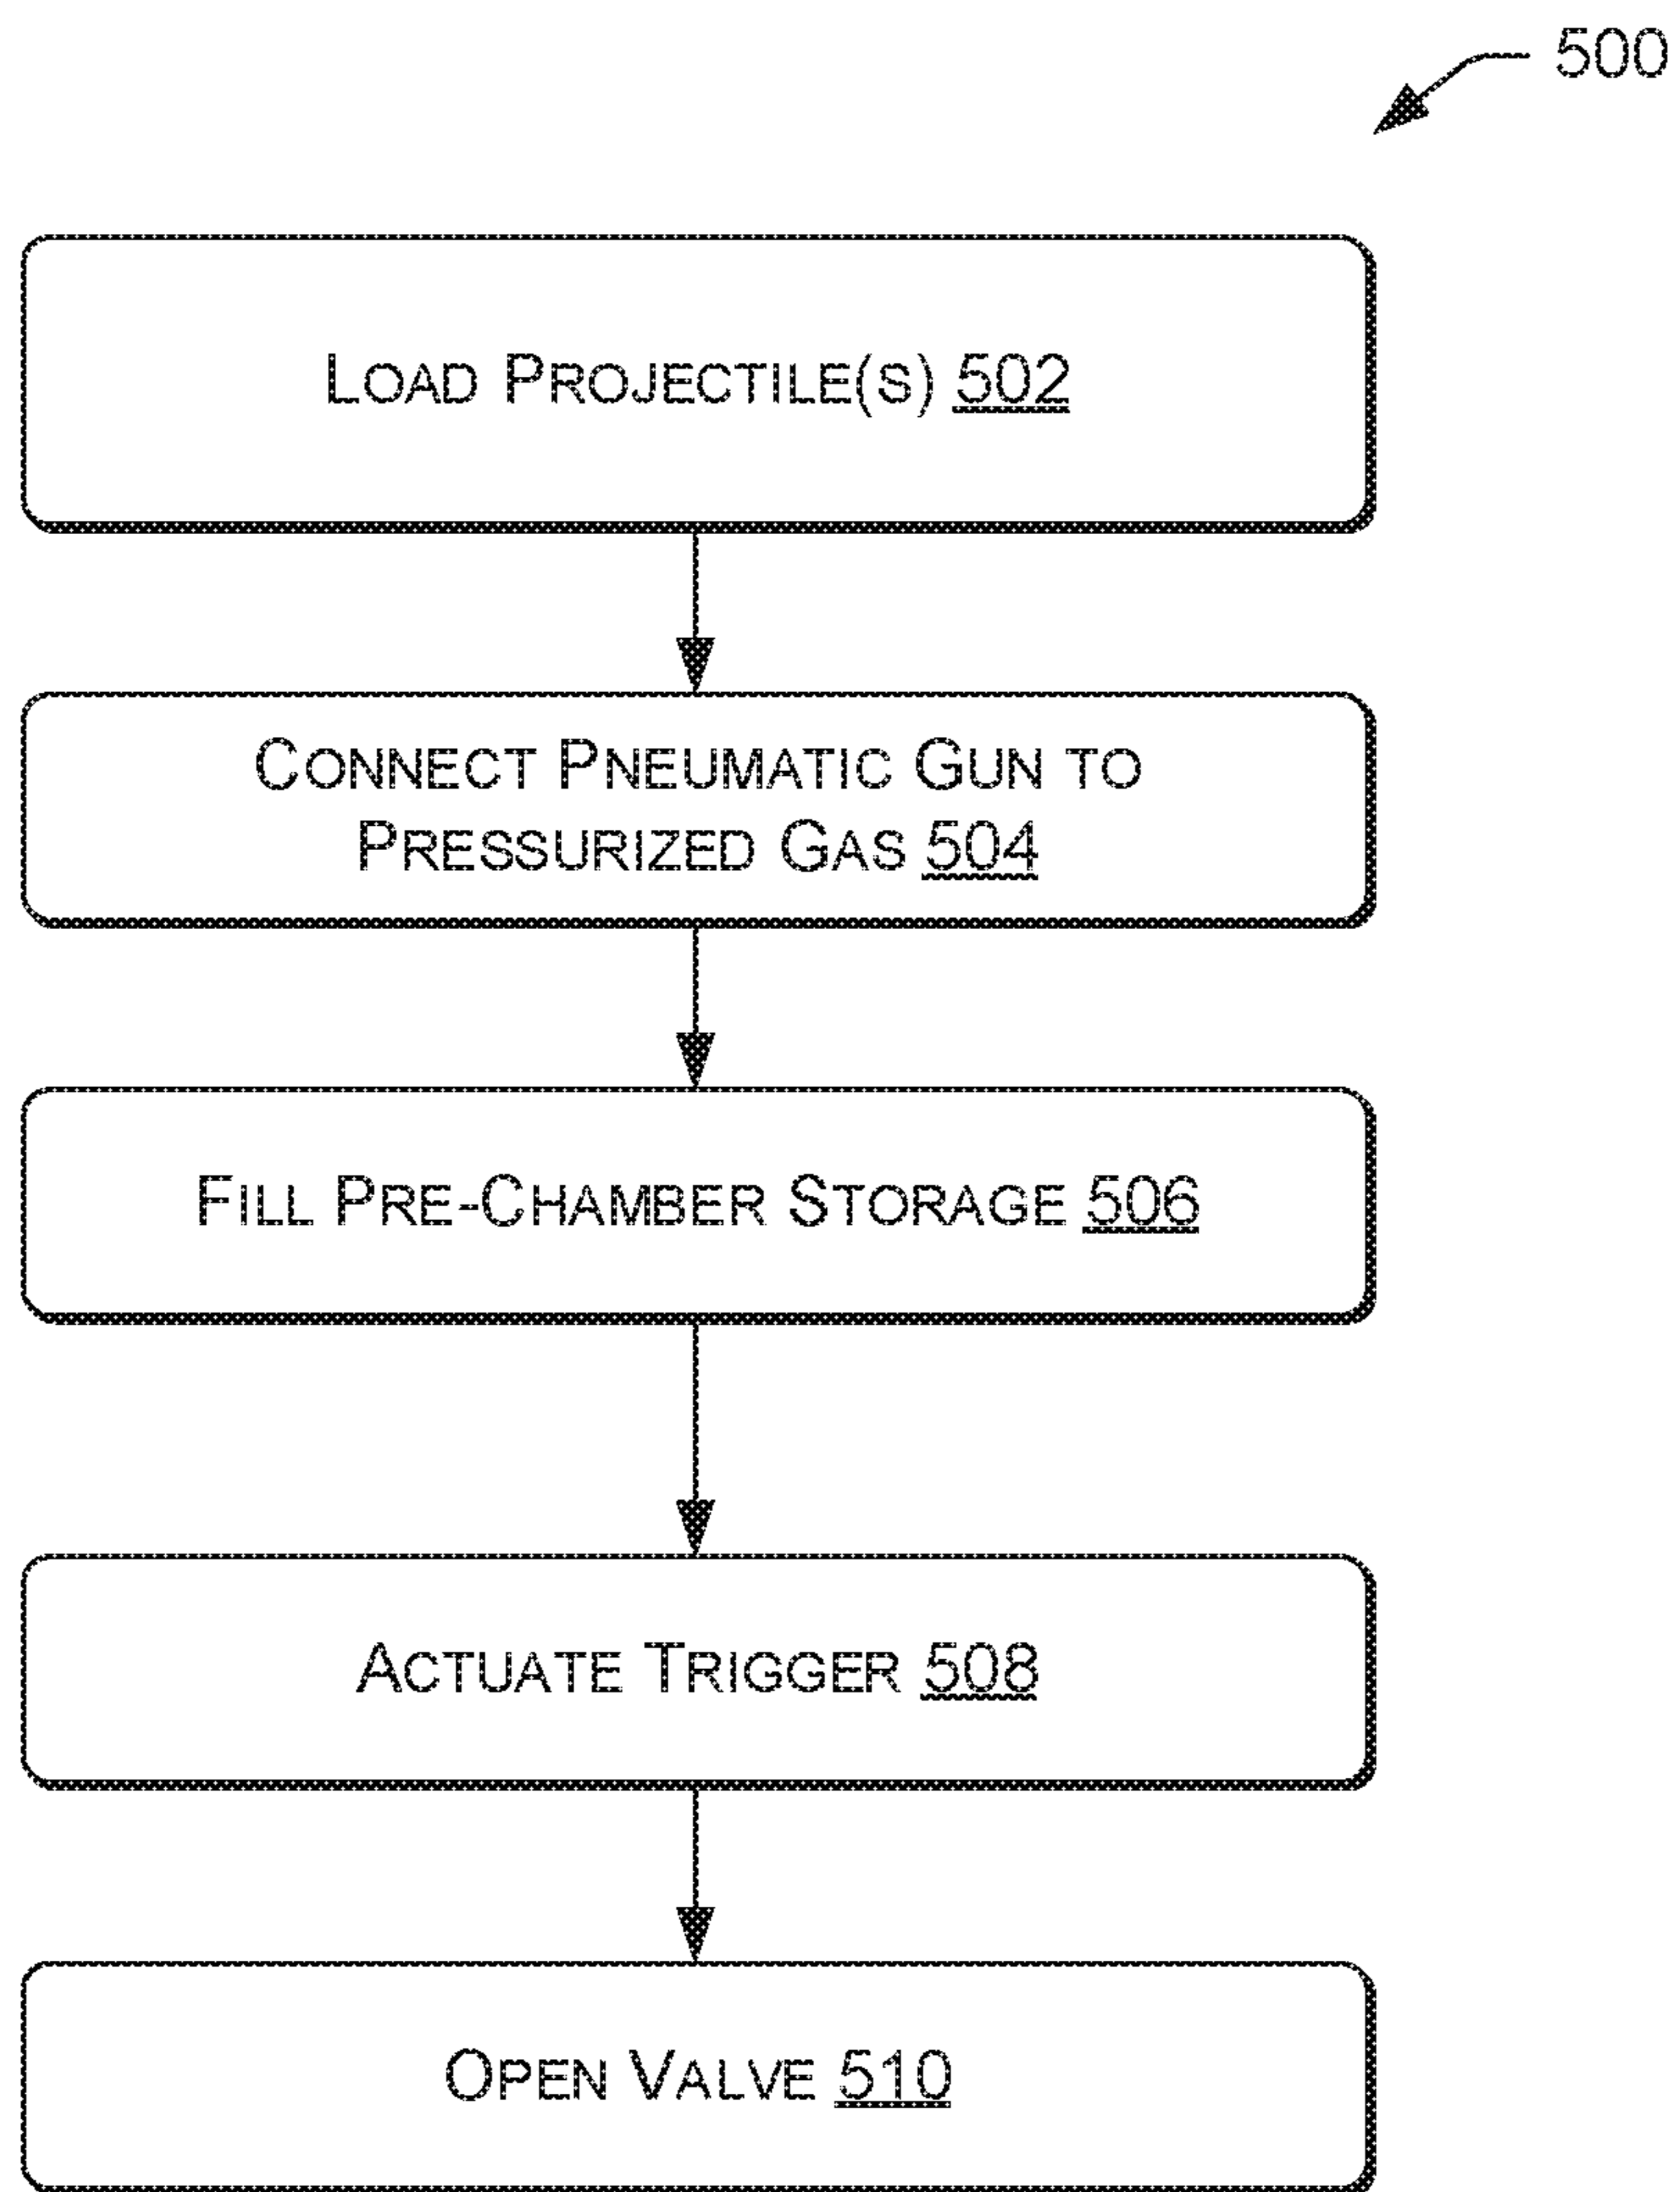 500
LOAD PROJECTILE(S) 502
CONNECT PNEUMATIC GUN TO
PRESSURIZED GAS 504
FILL PRE-CHAMBER STORAGE 506
ACTUATE TRIGGER 508
OPEN VALVE 510